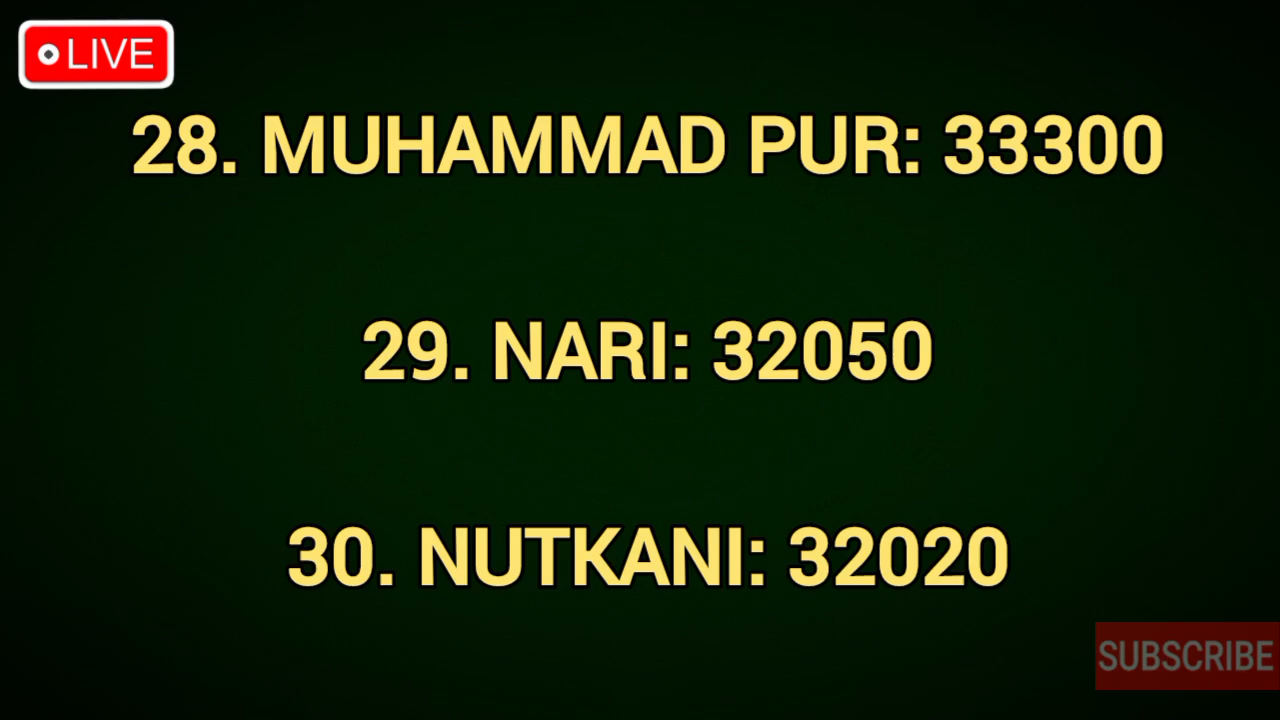 LIVE
28. MUHAMMAD PUR: 33300
29. NARI: 32050
30. NUTKANI: 32020
SUBSCRIBE